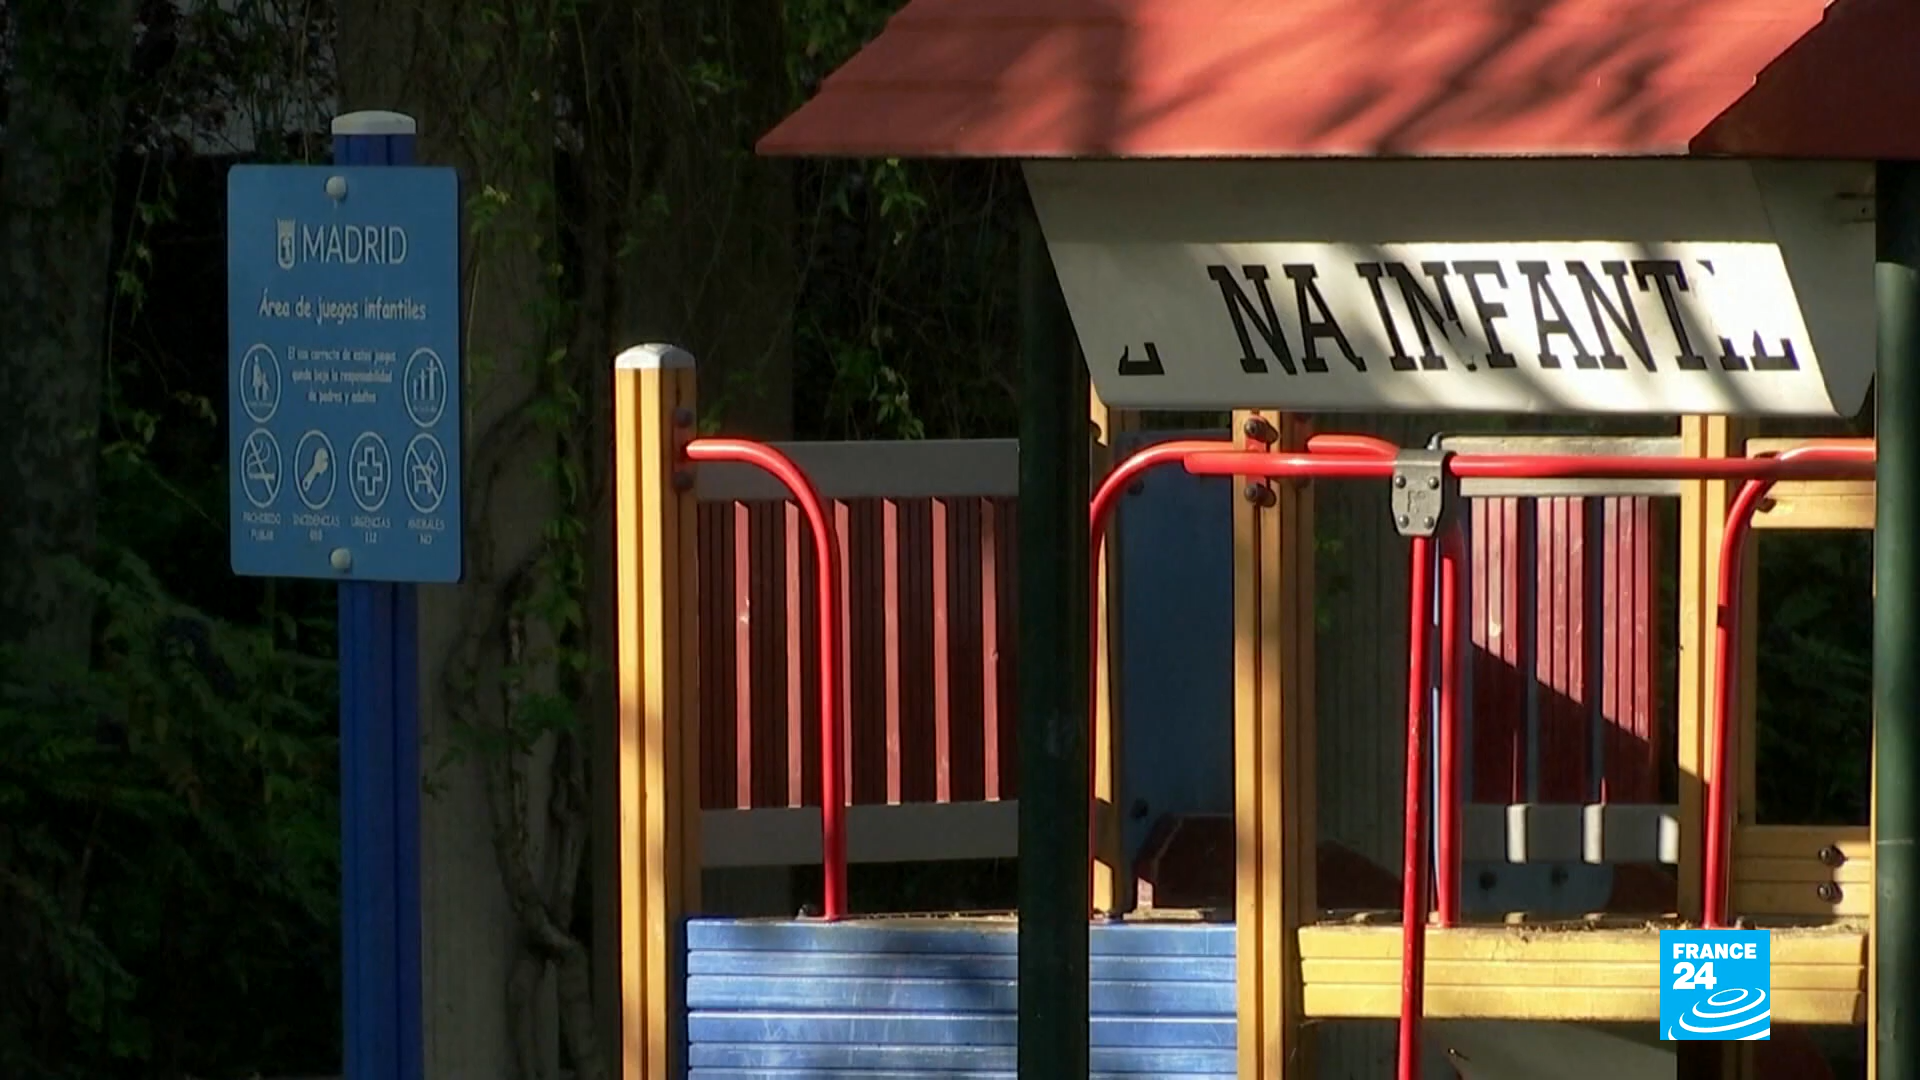 MADRID
Área de juegos infantiles
El uso correcto de estos juegos
queda bajo la responsabilidad
de padres y adultos
PROHIBIDO
FUMAR
INCIDENCIAS
010
URGENCIAS
112
ANIMALES
NO
NA INFANTIL
FRANCE
24